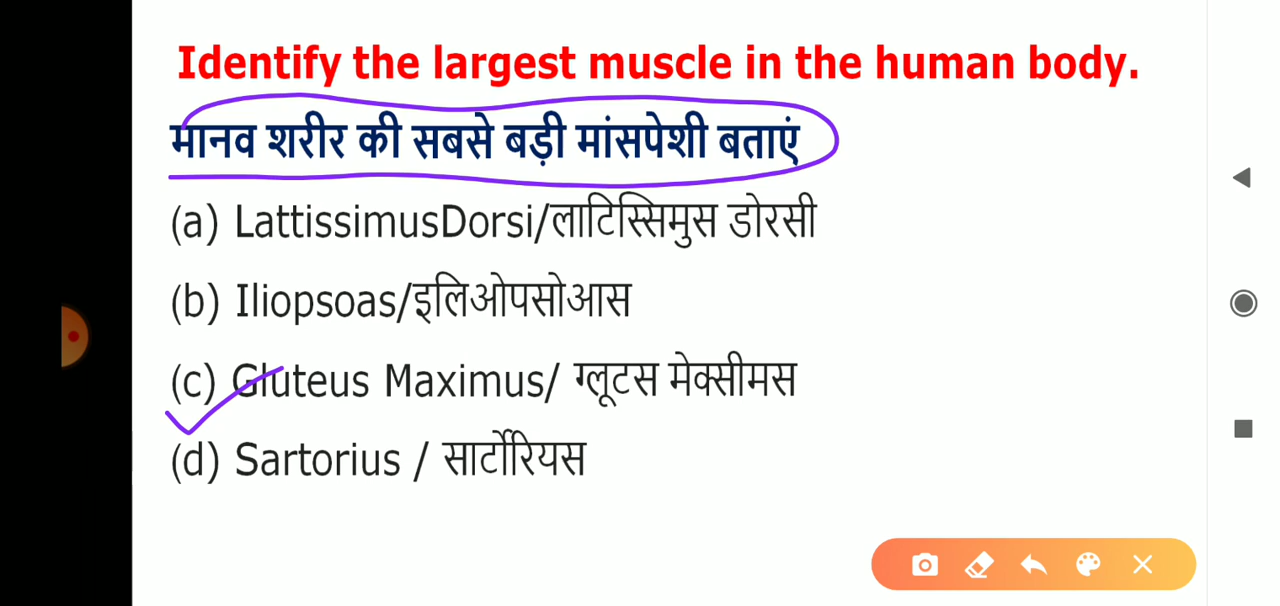 Identify the largest muscle in the human body.
मानव शरीर की सबसे बड़ी मांसपेशी बताएं
(a) LattissimusDorsi/लाटिस्सिमुस डोरसी
(b) Iliopsoas/इलिओपसोआस
(c) Gluteus Maximus/ ग्लूटस मेक्सीमस
(d) Sartorius / सार्टोरियस